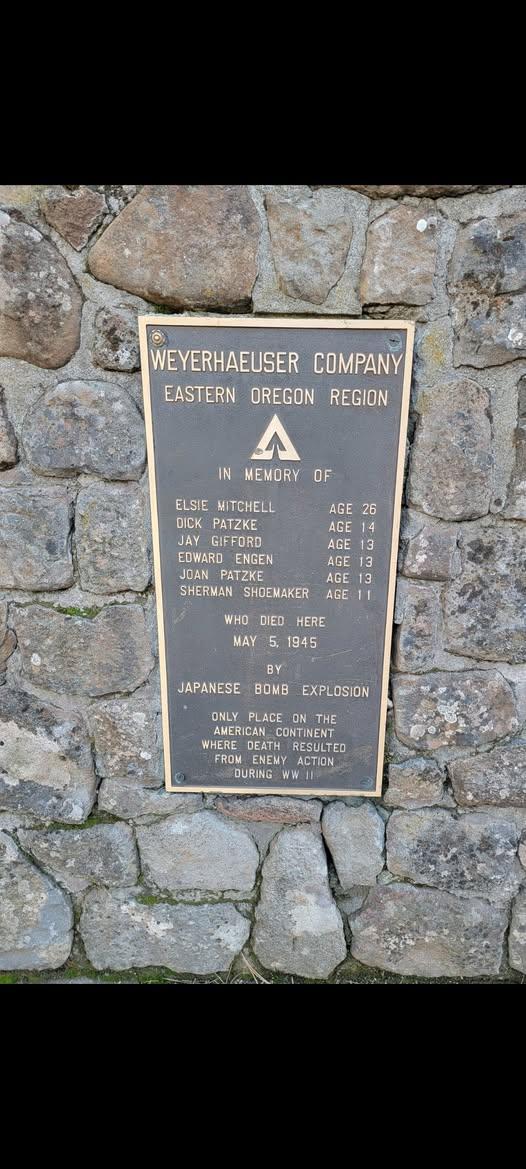 WEYERHAEUSER COMPANY
EASTERN OREGON REGION
IN MEMORY OF
ELSIE MITCHELL AGE 26
DICK PATZKE AGE 14
JAY GIFFORD AGE 13
EDWARD ENGEN AGE 13
JOAN PATZKE AGE 13
SHERMAN SHOEMAKER AGE 11
WHO DIED HERE
MAY 5, 1945
BY
JAPANESE BOMB EXPLOSION
ONLY PLACE ON THE
AMERICAN CONTINENT
WHERE DEATH RESULTED
FROM ENEMY ACTION
DURING WW II